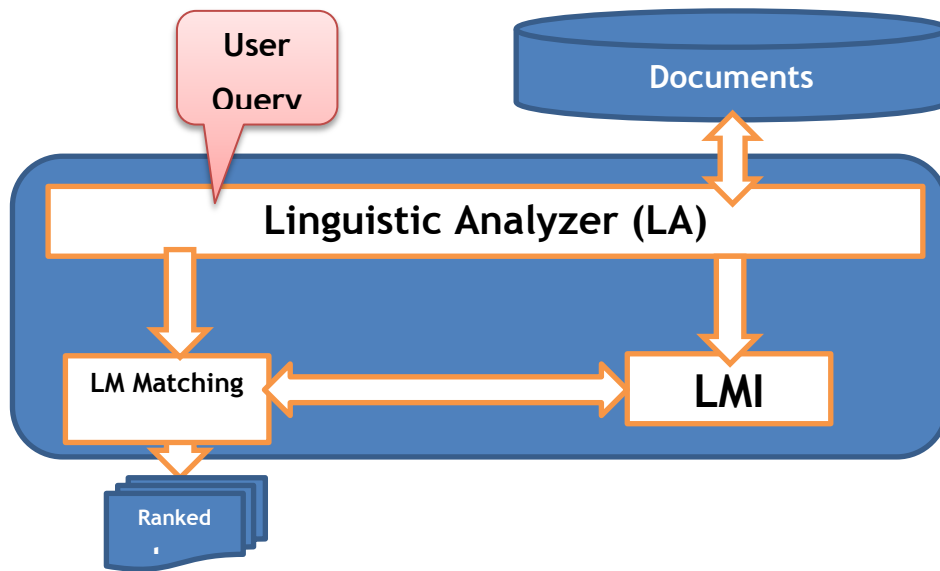 User
Query
Documents
Linguistic Analyzer (LA)
LM Matching
LMI
Ranked